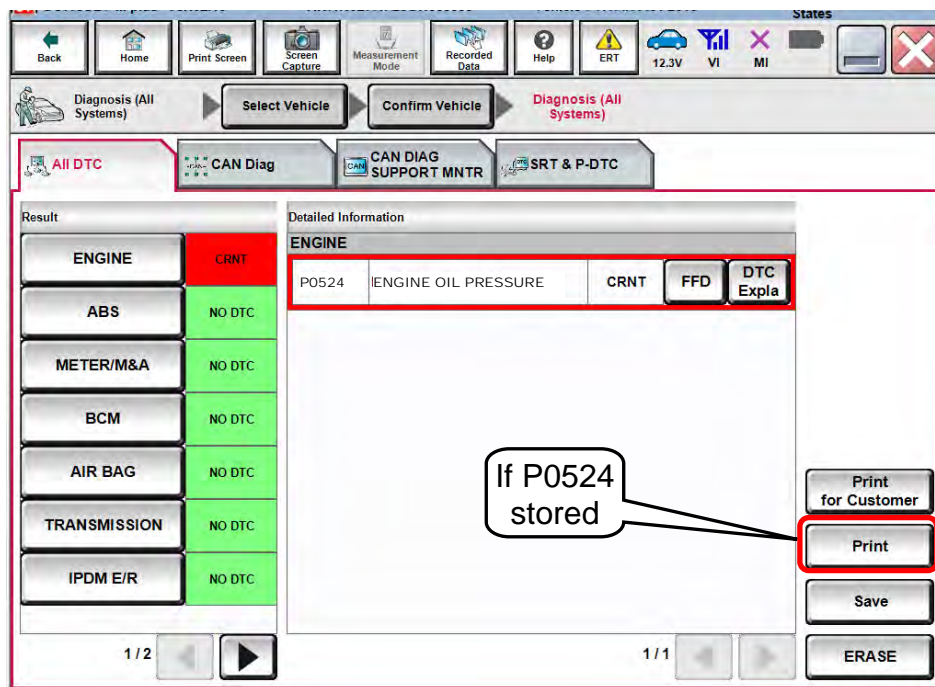 States
Back
Home
Print Screen
Screen
Capture
Measurement
Mode
Recorded
Data
Help
ERT
12.3V
VI
MI
Diagnosis (All
Systems)
Select Vehicle
Confirm Vehicle
Diagnosis (All
Systems)
All DTC
CAN Diag
CAN
CAN DIAG
SUPPORT MNTR
SRT & P-DTC
Result
Detailed Information
ENGINE
CRNT
ENGINE
P0524
ENGINE OIL PRESSURE
CRNT
FFD
DTC
Expla
ABS
NO DTC
METER/M&A
NO DTC
BCM
NO DTC
AIR BAG
NO DTC
TRANSMISSION
NO DTC
IPDM E/R
NO DTC
If P0524
stored
Print
for Customer
Print
Save
ERASE
1 / 2
1 / 1